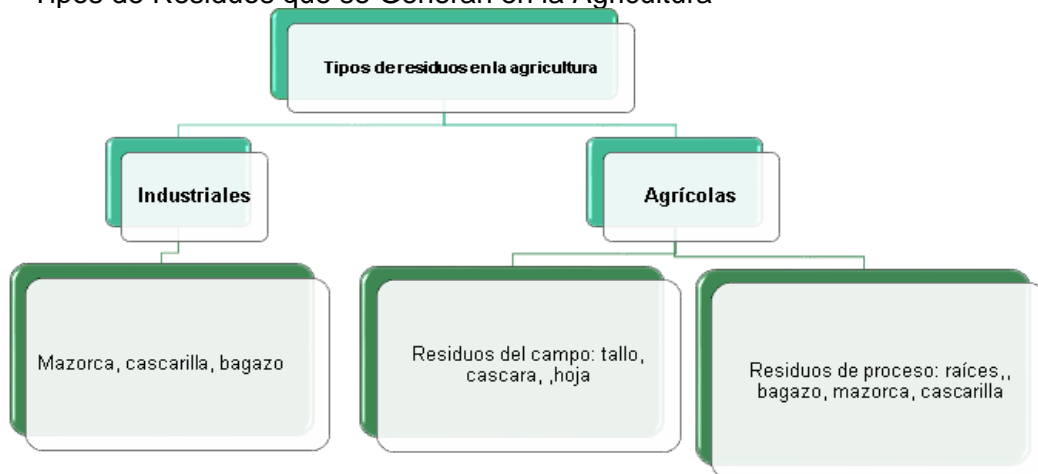 Tipos de Residuos que se Generan en la Agricultura
Tipos de residuos en la agricultura
Industriales
Agrícolas
Mazorca, cascarilla, bagazo
Residuos del campo: tallo,
cascara, ,hoja
Residuos de proceso: raíces,,
bagazo, mazorca, cascarilla